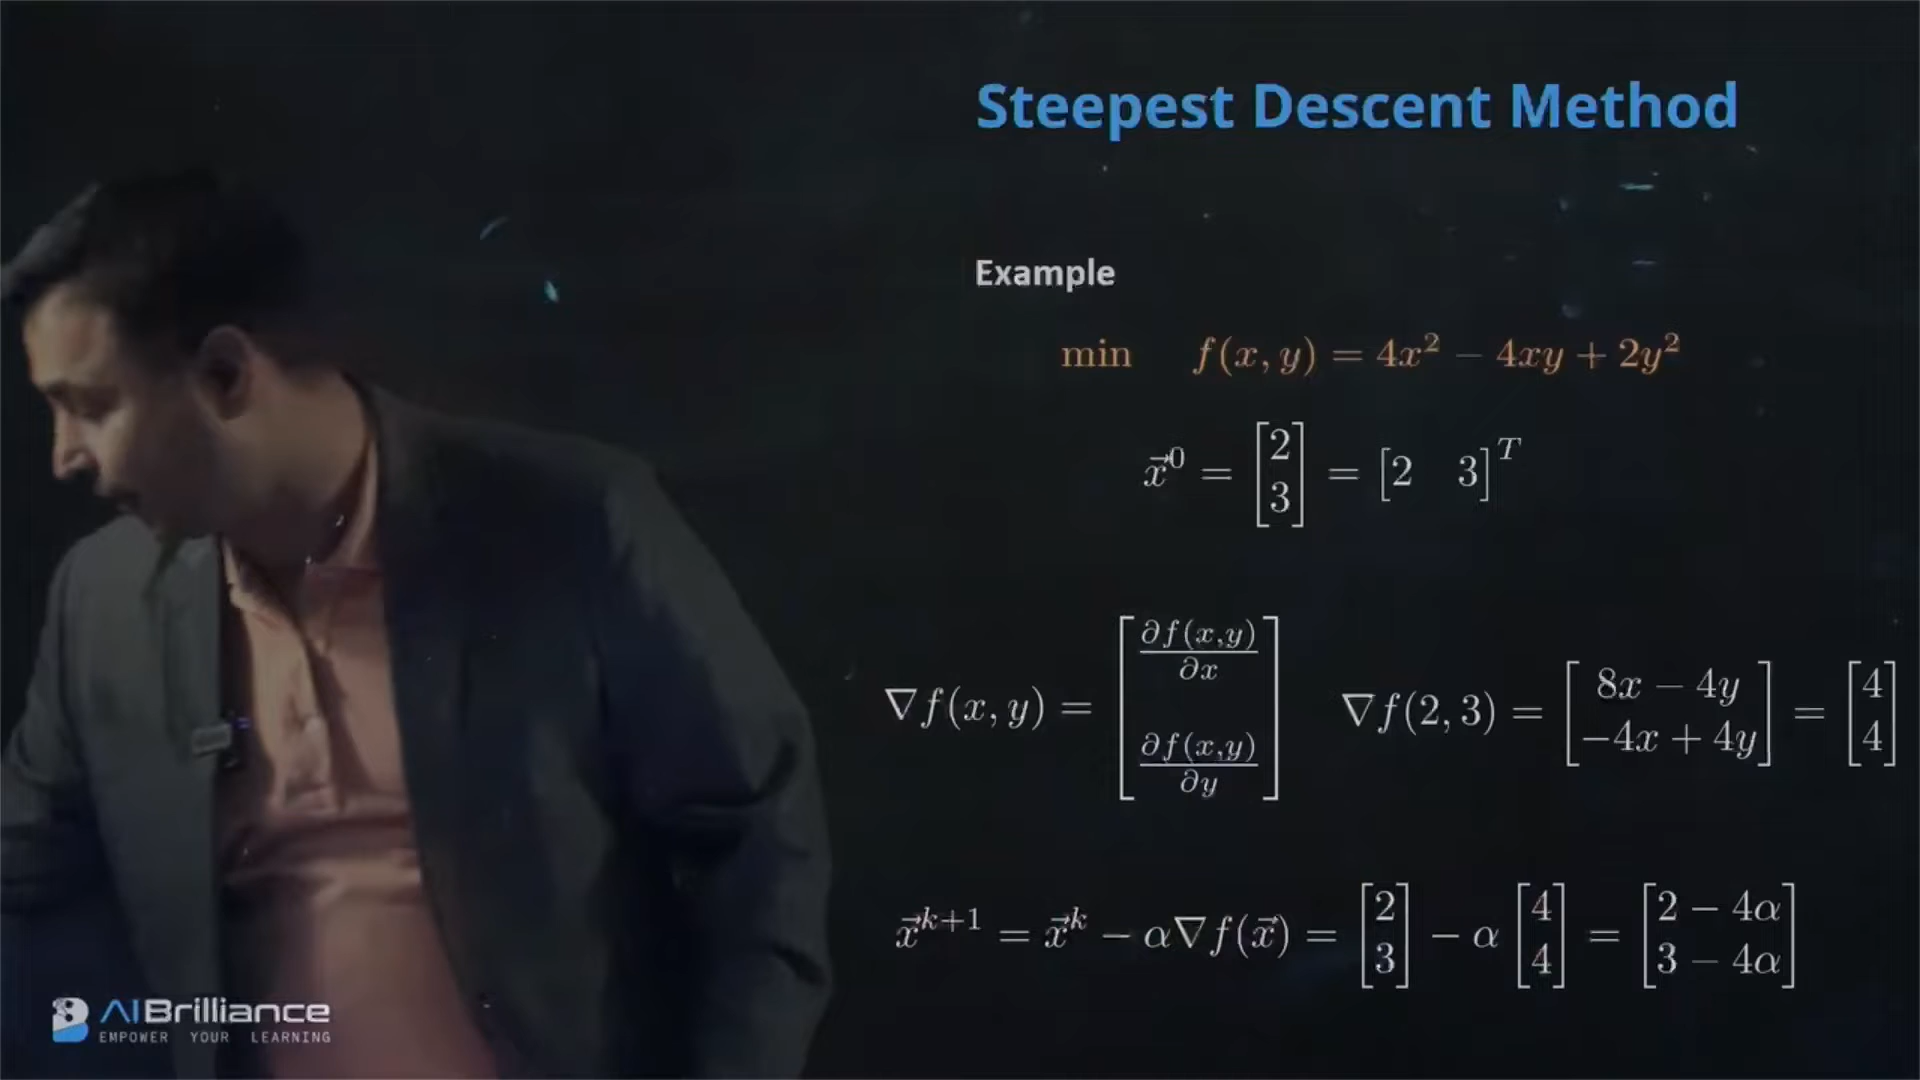 Steepest Descent Method
Example
min f(x, y) = 4x² − 4xy + 2y²
x⃗⁰ = [2 3] = [2 3]ᵀ
∇f(x, y) = [∂f(x,y)/∂x ∂f(x,y)/∂y] ∇f(2, 3) = [8x − 4y −4x + 4y] = [4 4]
x⃗ᵏ⁺¹ = x⃗ᵏ − α∇f(x⃗) = [2 3] − α [4 4] = [2 − 4α 3 − 4α]
AIBrilliance
EMPOWER YOUR LEARNING